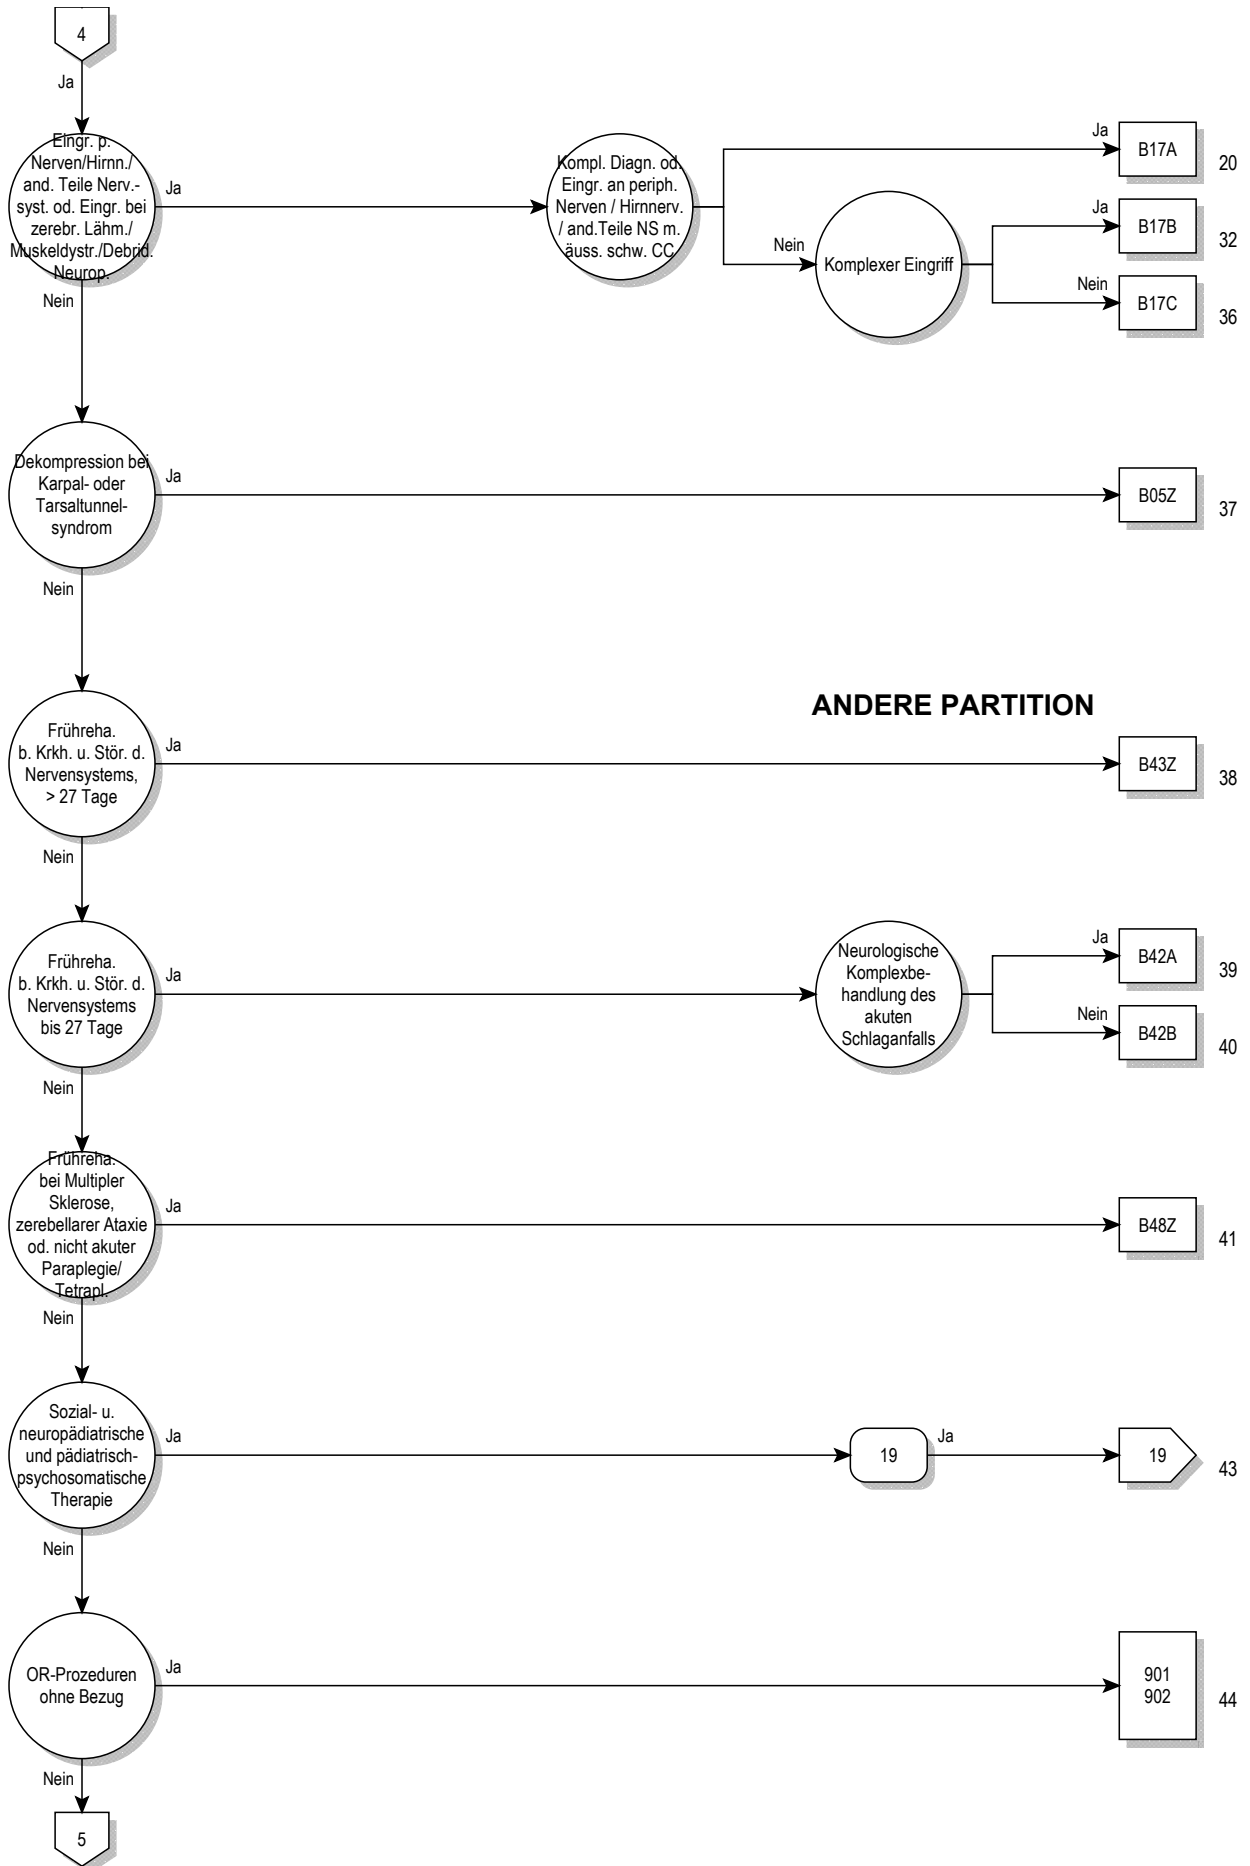 4
Ja
Eingr. p.
Nerven/Hirnn./
and. Teile Nerv.-
syst. od. Eingr. bei
zerebr. Lähm./
Muskeldystr./Debrid.
Neurop.
Ja
Kompl. Diagn. od.
Eingr. an periph.
Nerven / Hirnnerv.
/ and.Teile NS m.
äuss. schw. CC
Ja
B17A
20
Nein
Komplexer Eingriff
Ja
B17B
32
Nein
B17C
36
Nein
Dekompression bei
Karpal- oder
Tarsaltunnel-
syndrom
Ja
B05Z
37
Nein
ANDERE PARTITION
Frühreha.
b. Krkh. u. Stör. d.
Nervensystems,
> 27 Tage
Ja
B43Z
38
Nein
Frühreha.
b. Krkh. u. Stör. d.
Nervensystems
bis 27 Tage
Ja
Neurologische
Komplexbe-
handlung des
akuten
Schlaganfalls
Ja
B42A
39
Nein
B42B
40
Nein
Frühreha.
bei Multipler
Sklerose,
zerebellarer Ataxie
od. nicht akuter
Paraplegie/
Tetrapl.
Ja
B48Z
41
Nein
Sozial- u.
neuropädiatrische
und pädiatrisch-
psychosomatische
Therapie
Ja
19
Ja
19
43
Nein
OR-Prozeduren
ohne Bezug
Ja
901
902
44
Nein
5